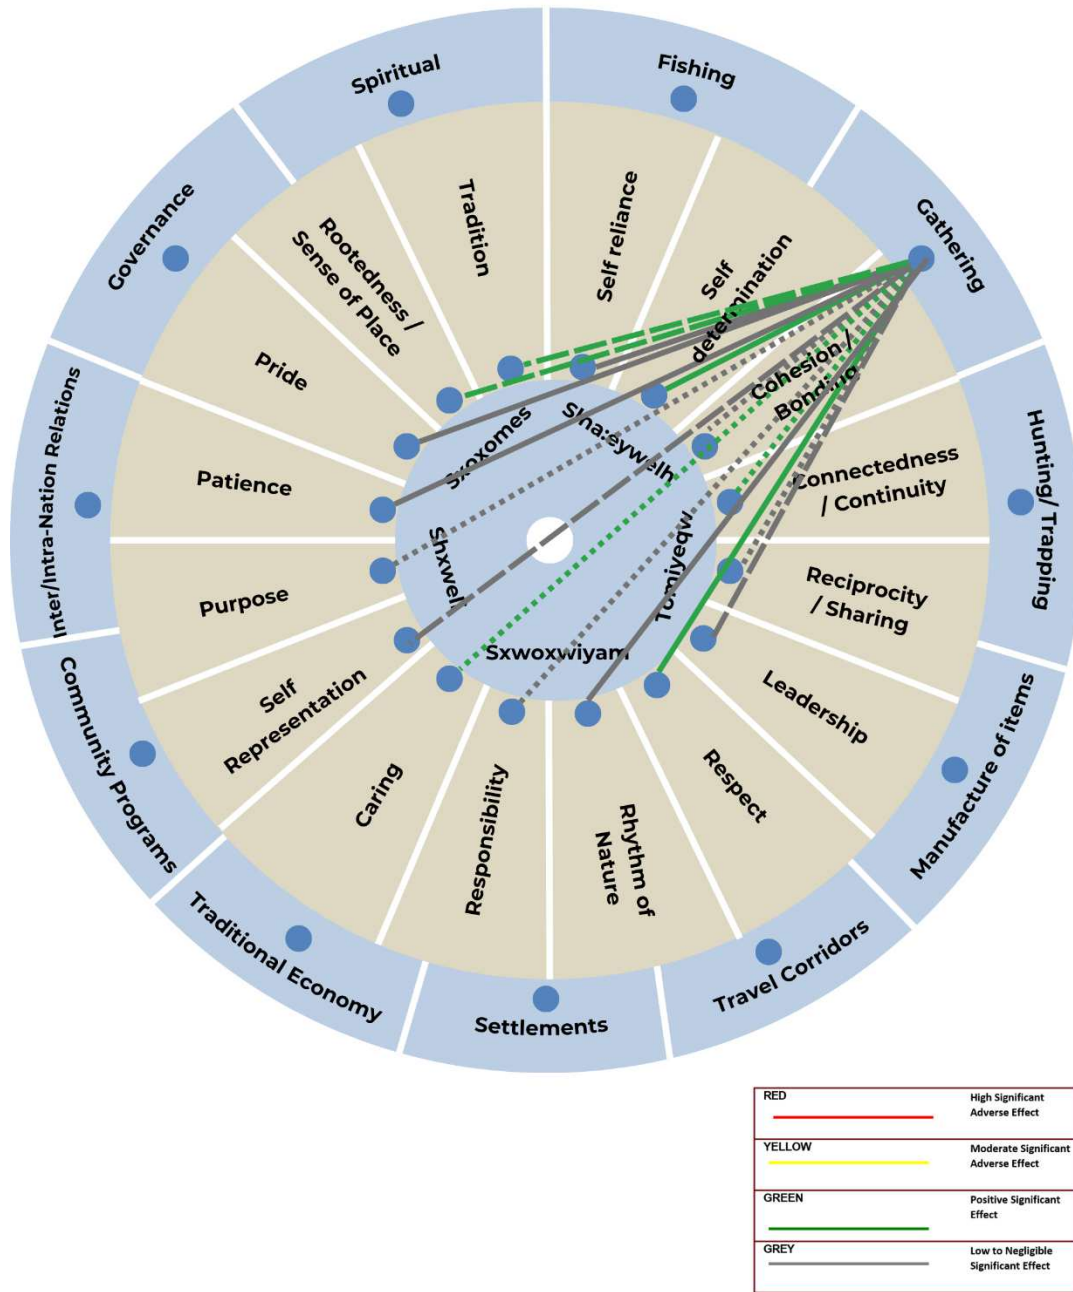 Spiritual
Fishing
Gathering
Hunting/ Trapping
Manufacture of items
Travel Corridors
Settlements
Traditional Economy
Community Programs
Inter/Intra-Nation Relations
Governance
Tradition
Self reliance
Self
determination
Cohesion /
Bonding
Connectedness
/ Continuity
Reciprocity
/ Sharing
Leadership
Respect
Rhythm of
Nature
Responsibility
Caring
Self
Representation
Purpose
Patience
Pride
Rootedness /
Sense of Place
Sxoxomes
Shxweli
Sxwoxwiyam
RED
High Significant
Adverse Effect
YELLOW
Moderate Significant
Adverse Effect
GREEN
Positive Significant
Effect
GREY
Low to Negligible
Significant Effect